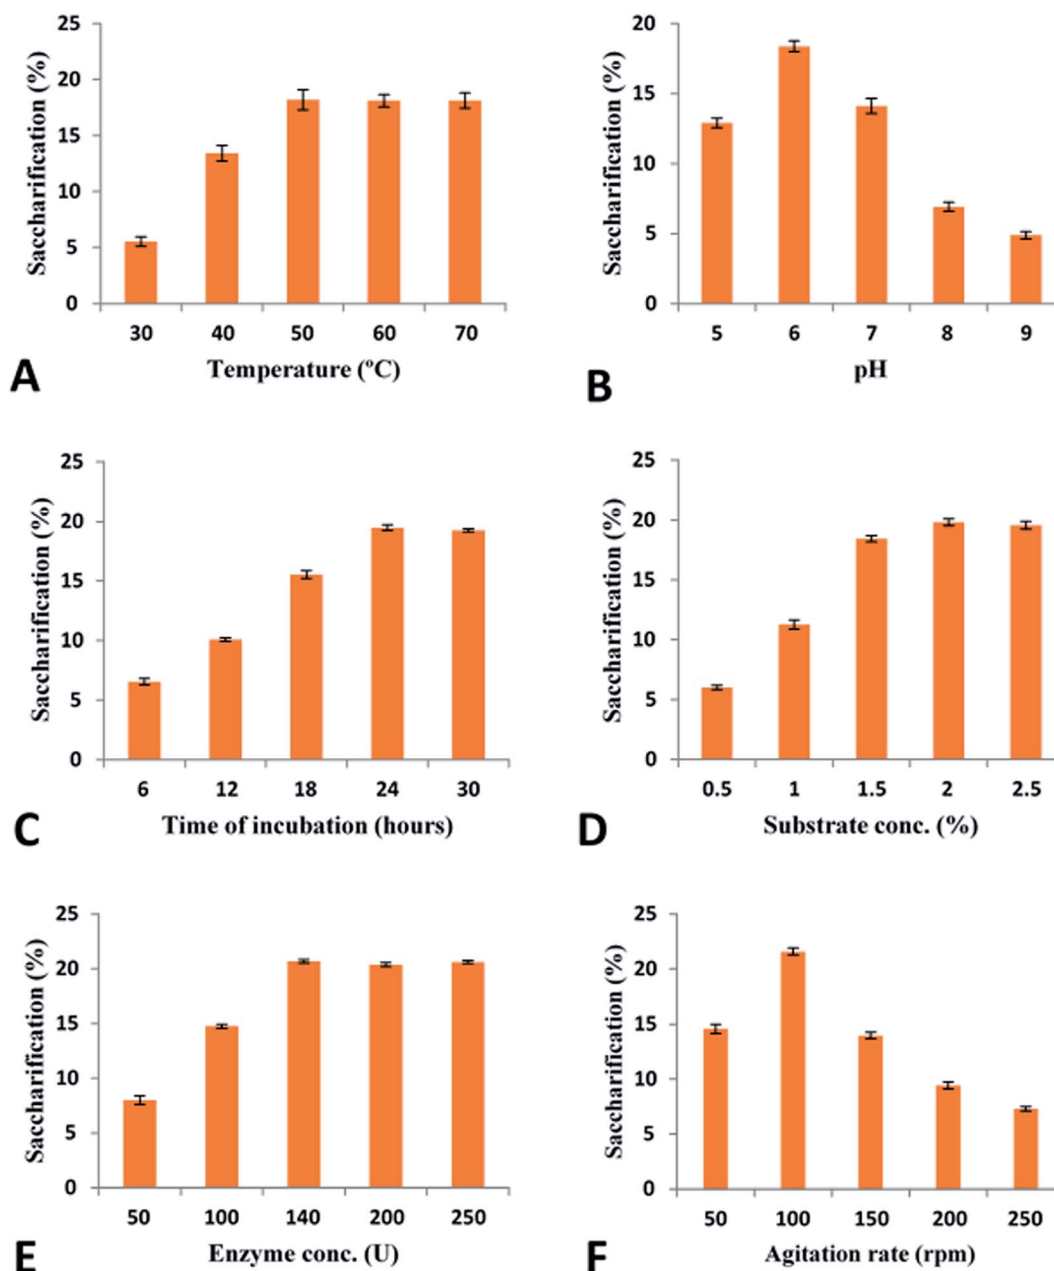 25
20
15
10
5
0
Saccharification (%)
30 40 50 60 70
Temperature (ºC)
A
20
15
10
5
0
Saccharification (%)
5 6 7 8 9
pH
B
25
20
15
10
5
0
Saccharification (%)
6 12 18 24 30
Time of incubation (hours)
C
25
20
15
10
5
0
Saccharification (%)
0.5 1 1.5 2 2.5
Substrate conc. (%)
D
25
20
15
10
5
0
Saccharification (%)
50 100 140 200 250
Enzyme conc. (U)
E
25
20
15
10
5
0
Saccharification (%)
50 100 150 200 250
Agitation rate (rpm)
F